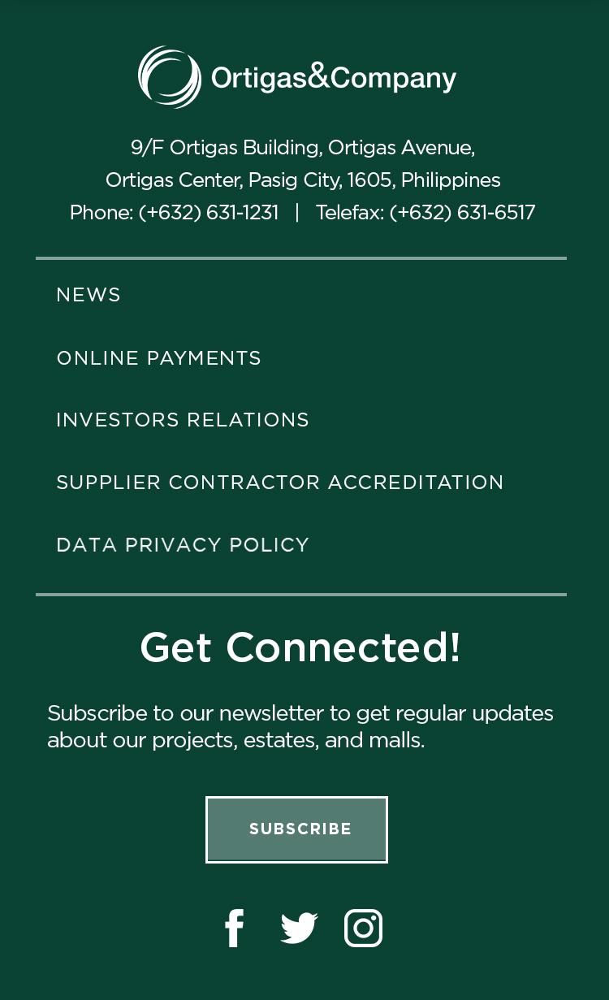 Ortigas&Company
9/F Ortigas Building, Ortigas Avenue,
Ortigas Center, Pasig City, 1605, Philippines
Phone: (+632) 631-1231 | Telefax: (+632) 631-6517
NEWS
ONLINE PAYMENTS
INVESTORS RELATIONS
SUPPLIER CONTRACTOR ACCREDITATION
DATA PRIVACY POLICY
Get Connected!
Subscribe to our newsletter to get regular updates
about our projects, estates, and malls.
SUBSCRIBE